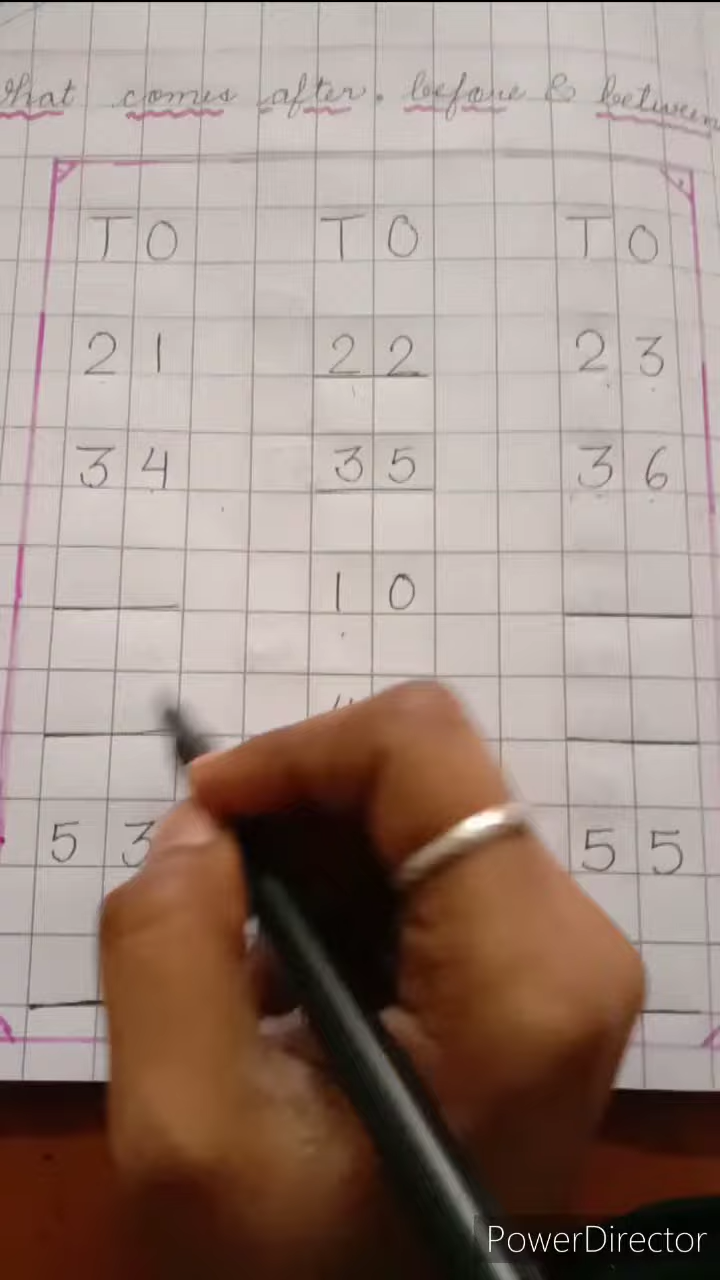 what comes after. before & between
T O T O T O
2 1 2 2 2 3
3 4 3 5 3 6
1 0
5 3 5 5
PowerDirector